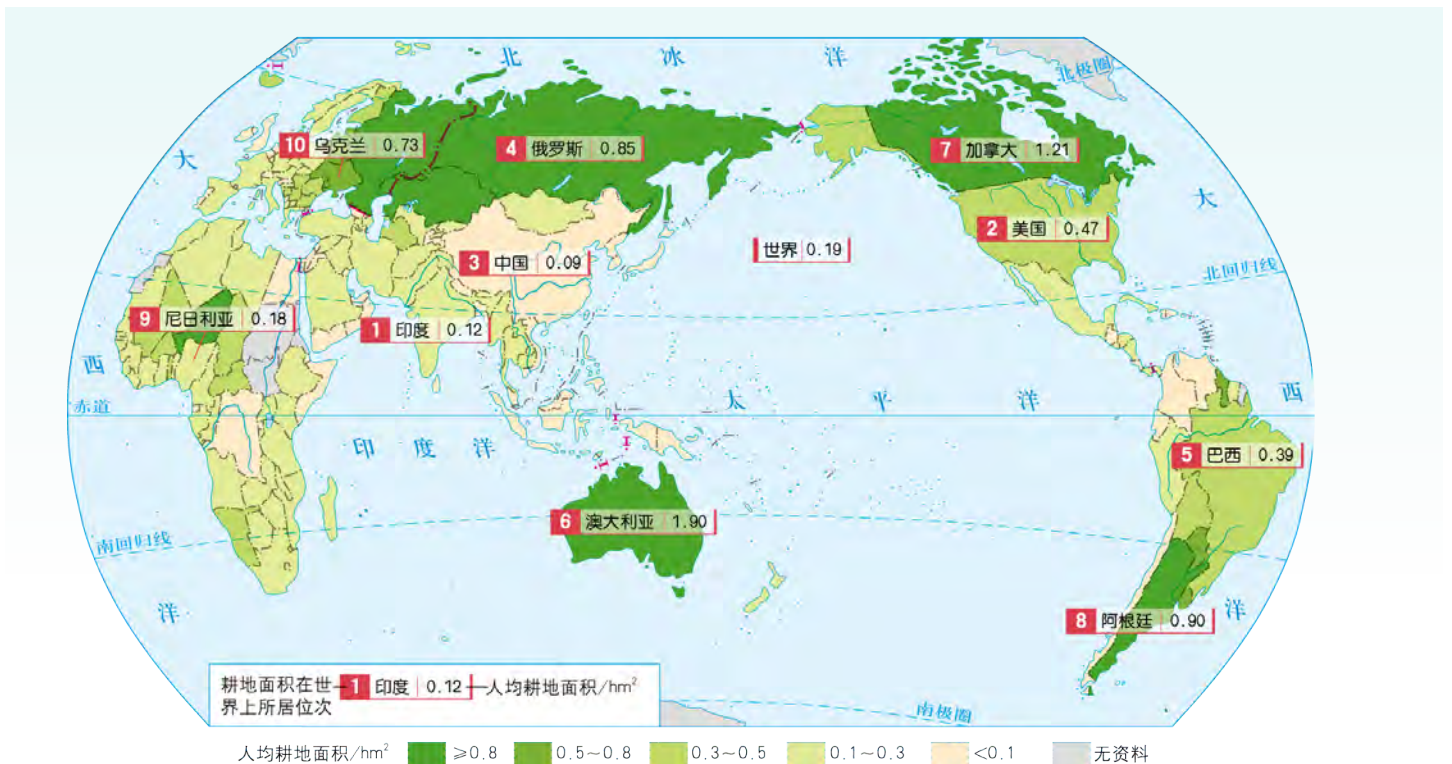 北冰洋
北极圈
大
10 乌克兰 0.73
4 俄罗斯 0.85
7 加拿大 1.21
大
2 美国 0.47
世界 0.19
3 中国 0.09
北回归线
9 尼日利亚 0.18
1 印度 0.12
西
西
赤道
太平洋
印度洋
5 巴西 0.39
6 澳大利亚 1.90
南回归线
洋
洋
8 阿根廷 0.90
耕地面积在世界上所居位次
1 印度 0.12
人均耕地面积/hm²
南极圈
人均耕地面积/hm² ≥0.8 0.5~0.8 0.3~0.5 0.1~0.3 <0.1 无资料